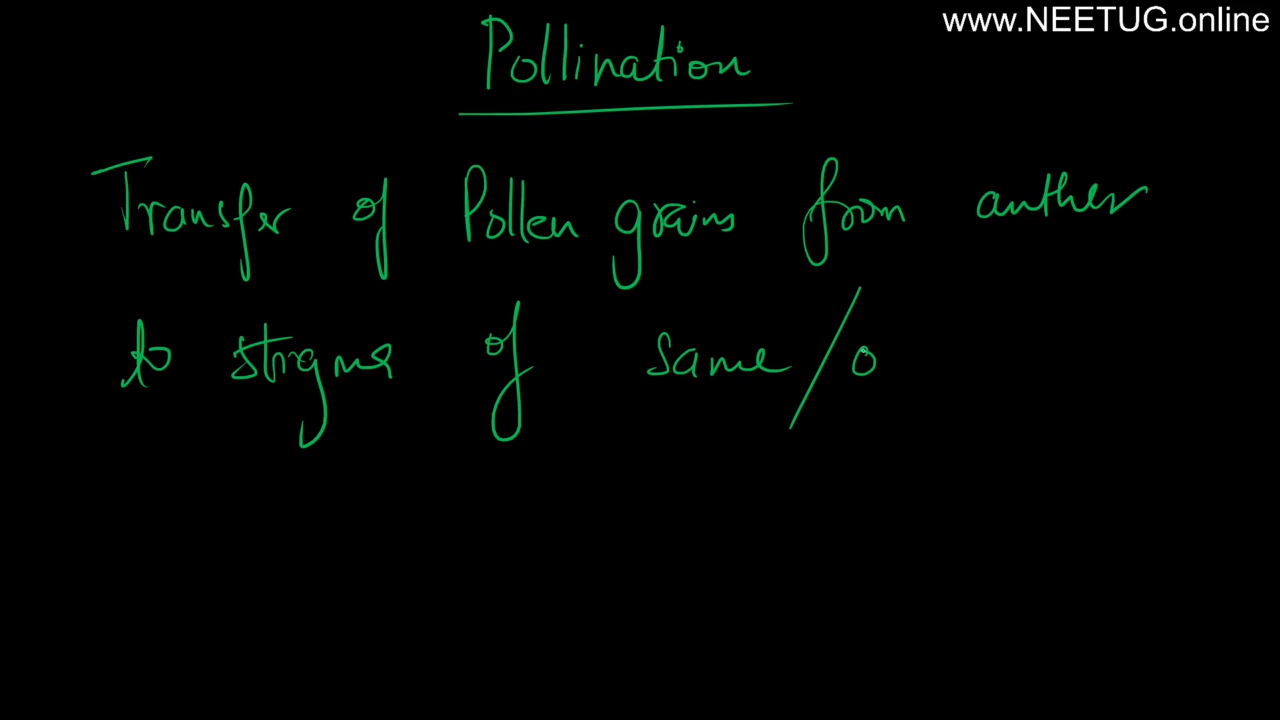 www.NEETUG.online
Pollination
Transfer of Pollen grains from anther
to stigma of same/o